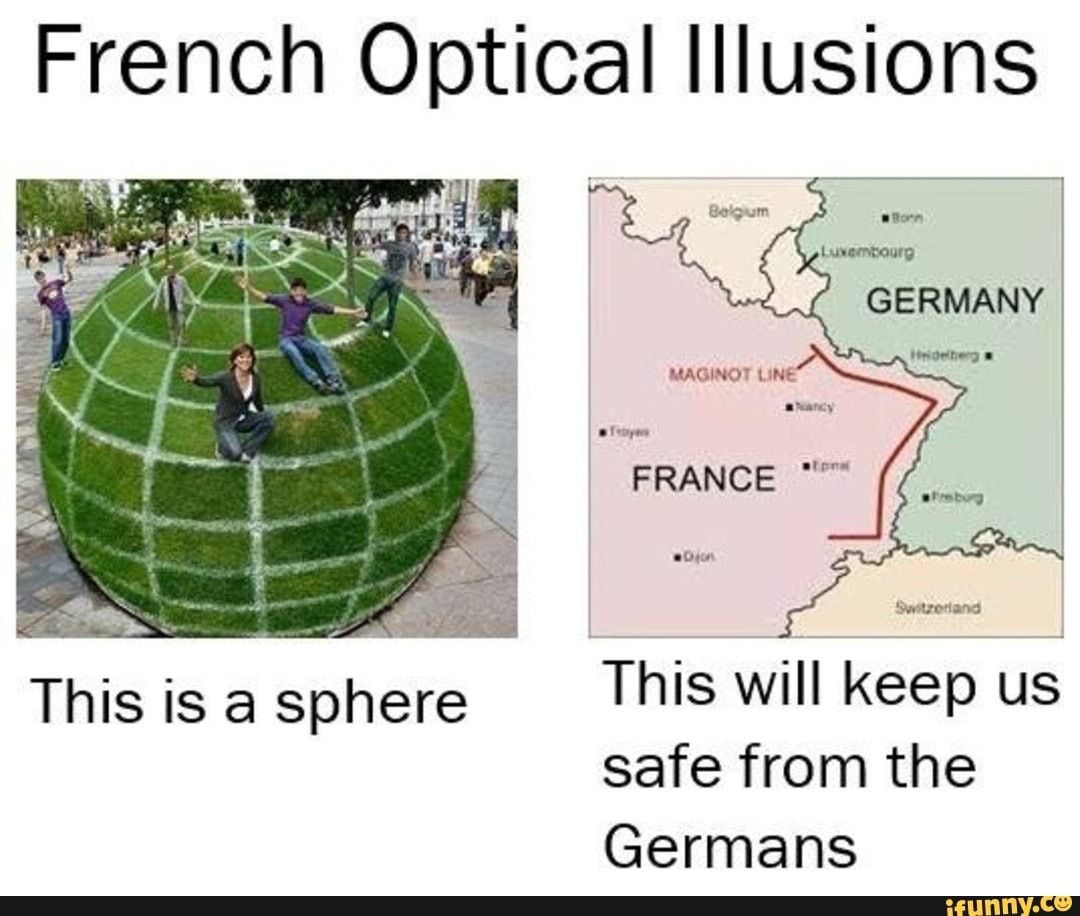 French Optical Illusions
Belgium
Bonn
Luxembourg
GERMANY
Heidelberg
MAGINOT LINE
Nancy
Troyes
FRANCE
Epinal
Freiburg
Dijon
Switzerland
This is a sphere
This will keep us
safe from the
Germans
ifunny.co